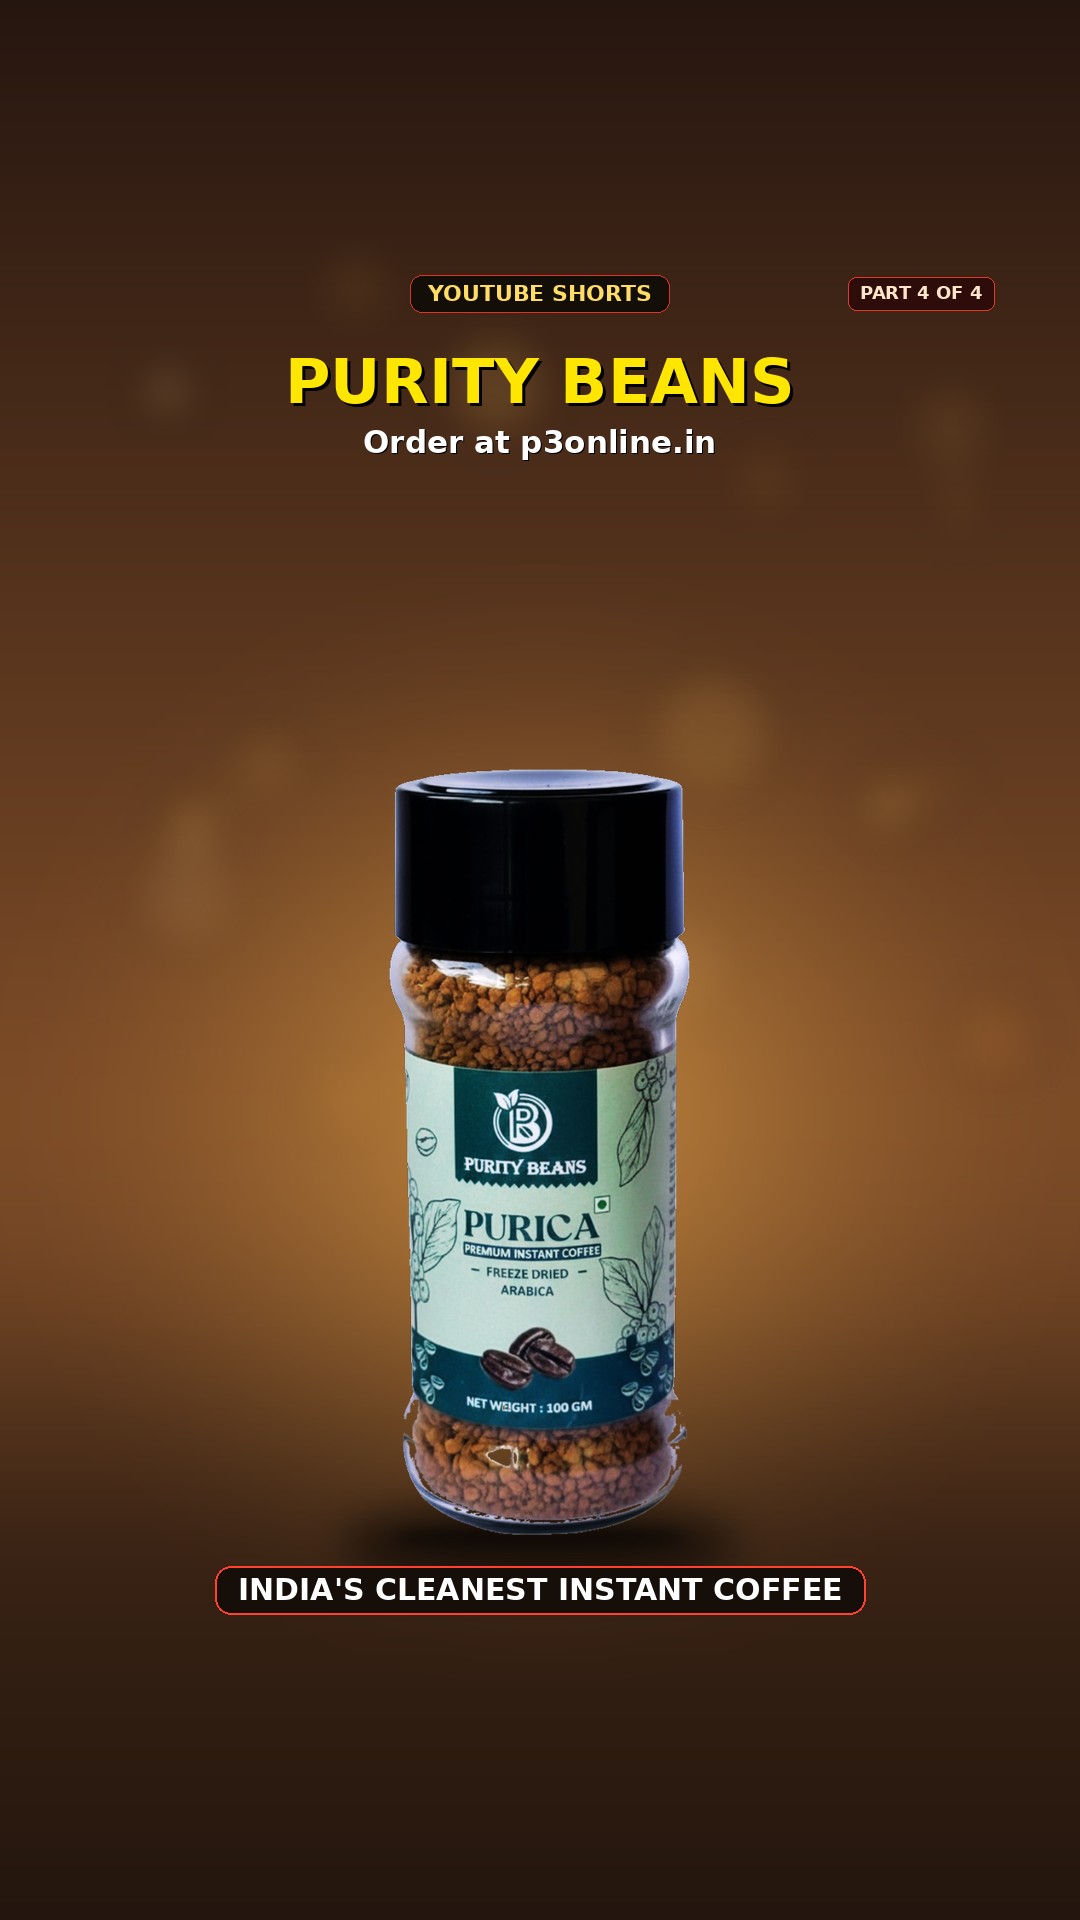 YOUTUBE SHORTS
PART 4 OF 4
PURITY BEANS
Order at p3online.in
B
PURITY BEANS
PURICA
PREMIUM INSTANT COFFEE
FREEZE DRIED
ARABICA
NET WEIGHT : 100 GM
INDIA'S CLEANEST INSTANT COFFEE